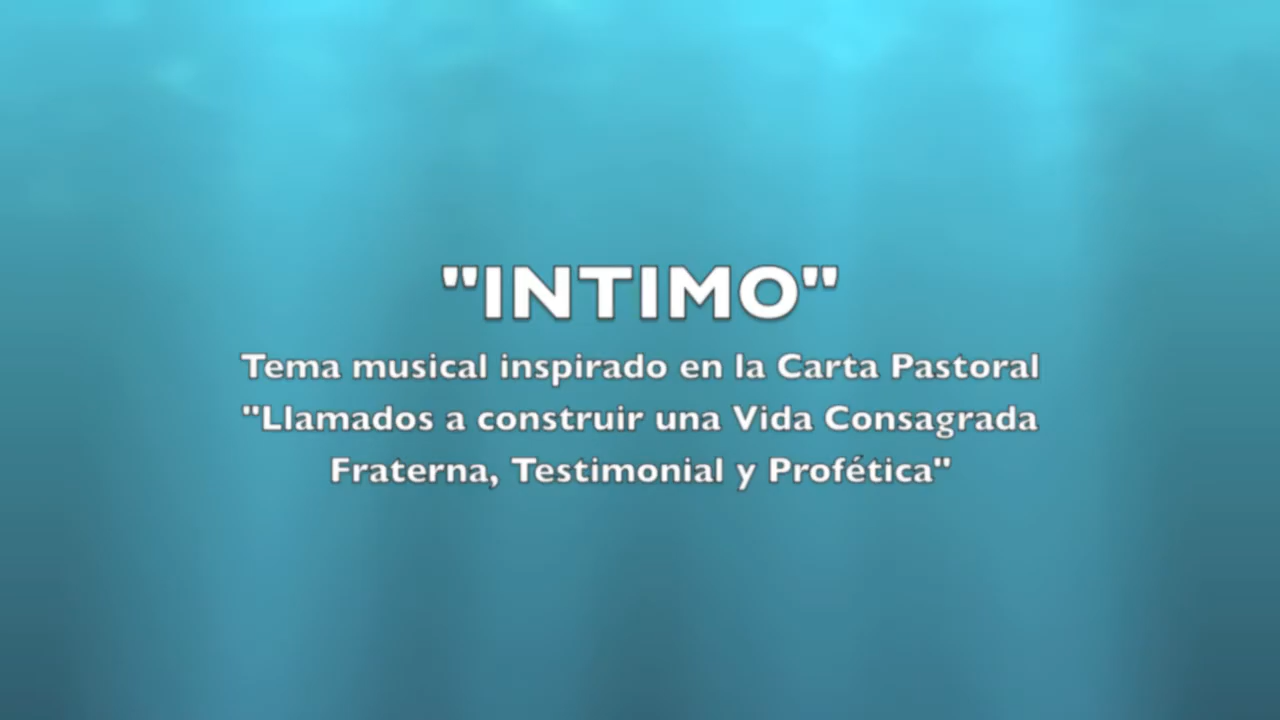 "INTIMO"
Tema musical inspirado en la Carta Pastoral
"Llamados a construir una Vida Consagrada
Fraterna, Testimonial y Profética"